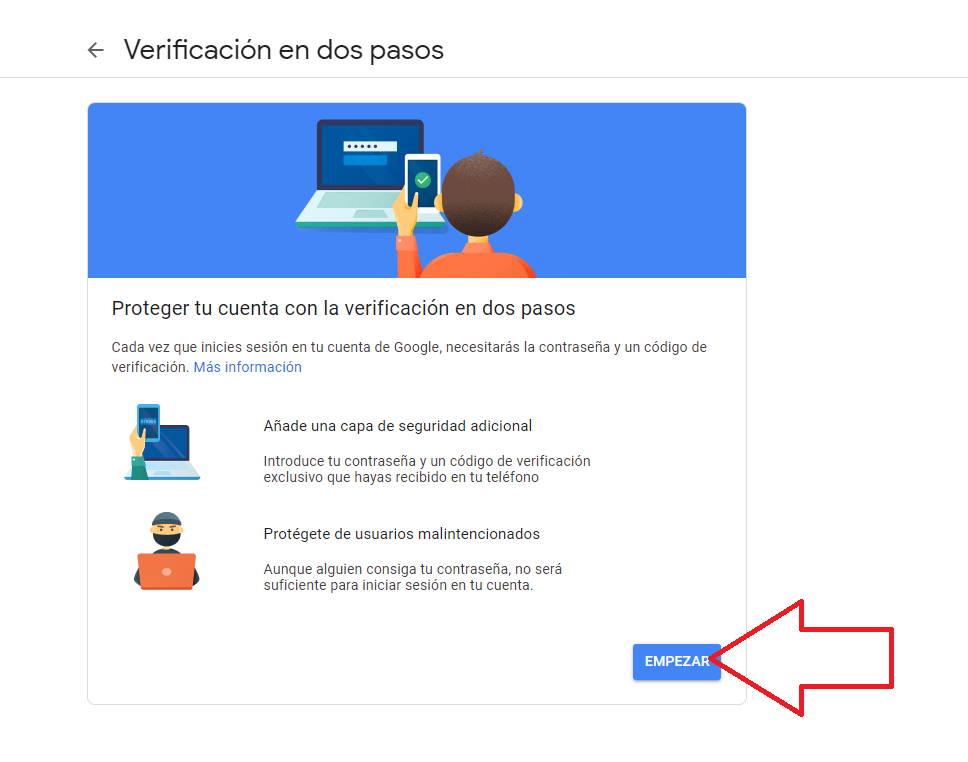 Verificación en dos pasos
Proteger tu cuenta con la verificación en dos pasos
Cada vez que inicies sesión en tu cuenta de Google, necesitarás la contraseña y un código de
verificación. Más información
Añade una capa de seguridad adicional
Introduce tu contraseña y un código de verificación
exclusivo que hayas recibido en tu teléfono
Protégete de usuarios malintencionados
Aunque alguien consiga tu contraseña, no será
suficiente para iniciar sesión en tu cuenta.
EMPEZAR